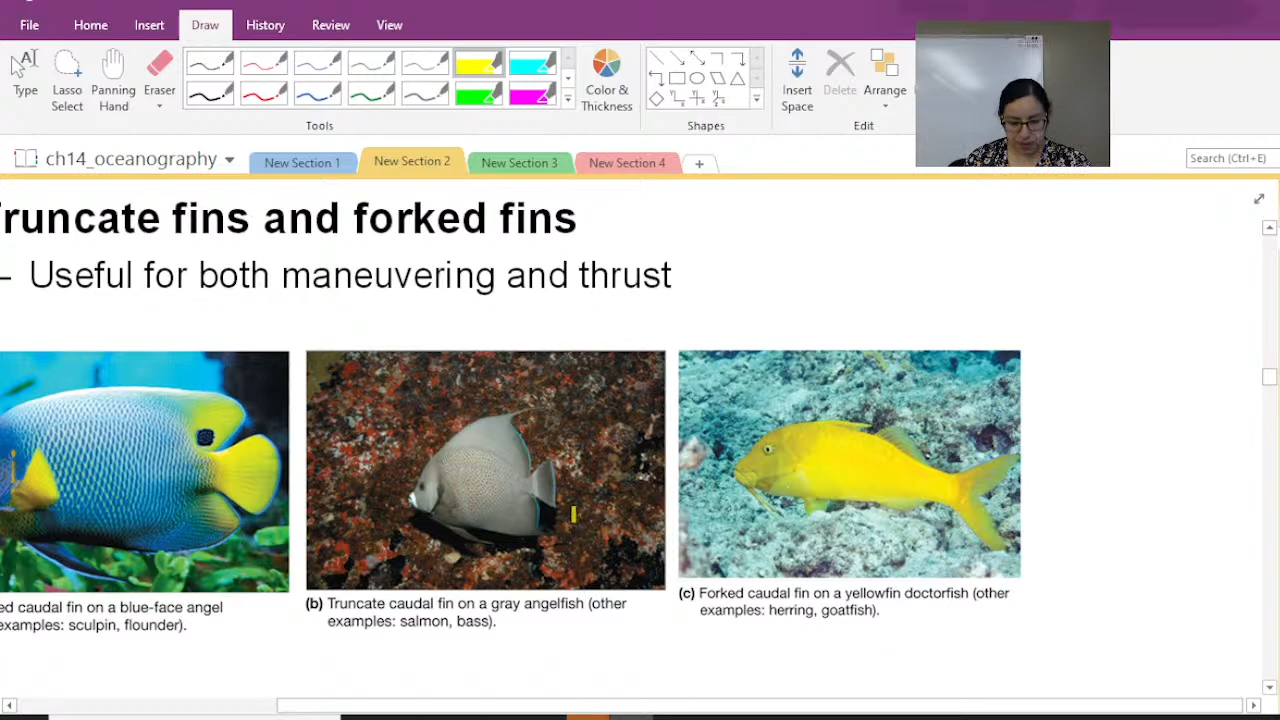 File Home Insert Draw History Review View
Type
Lasso Select
Panning Hand
Eraser
Color & Thickness
Insert Space
Delete
Arrange
Tools
Shapes
Edit
ch14_oceanography New Section 1 New Section 2 New Section 3 New Section 4 + Search (Ctrl+E)
runcate fins and forked fins
– Useful for both maneuvering and thrust
ed caudal fin on a blue-face angel
examples: sculpin, flounder).
(b) Truncate caudal fin on a gray angelfish (other
examples: salmon, bass).
(c) Forked caudal fin on a yellowfin doctorfish (other
examples: herring, goatfish).